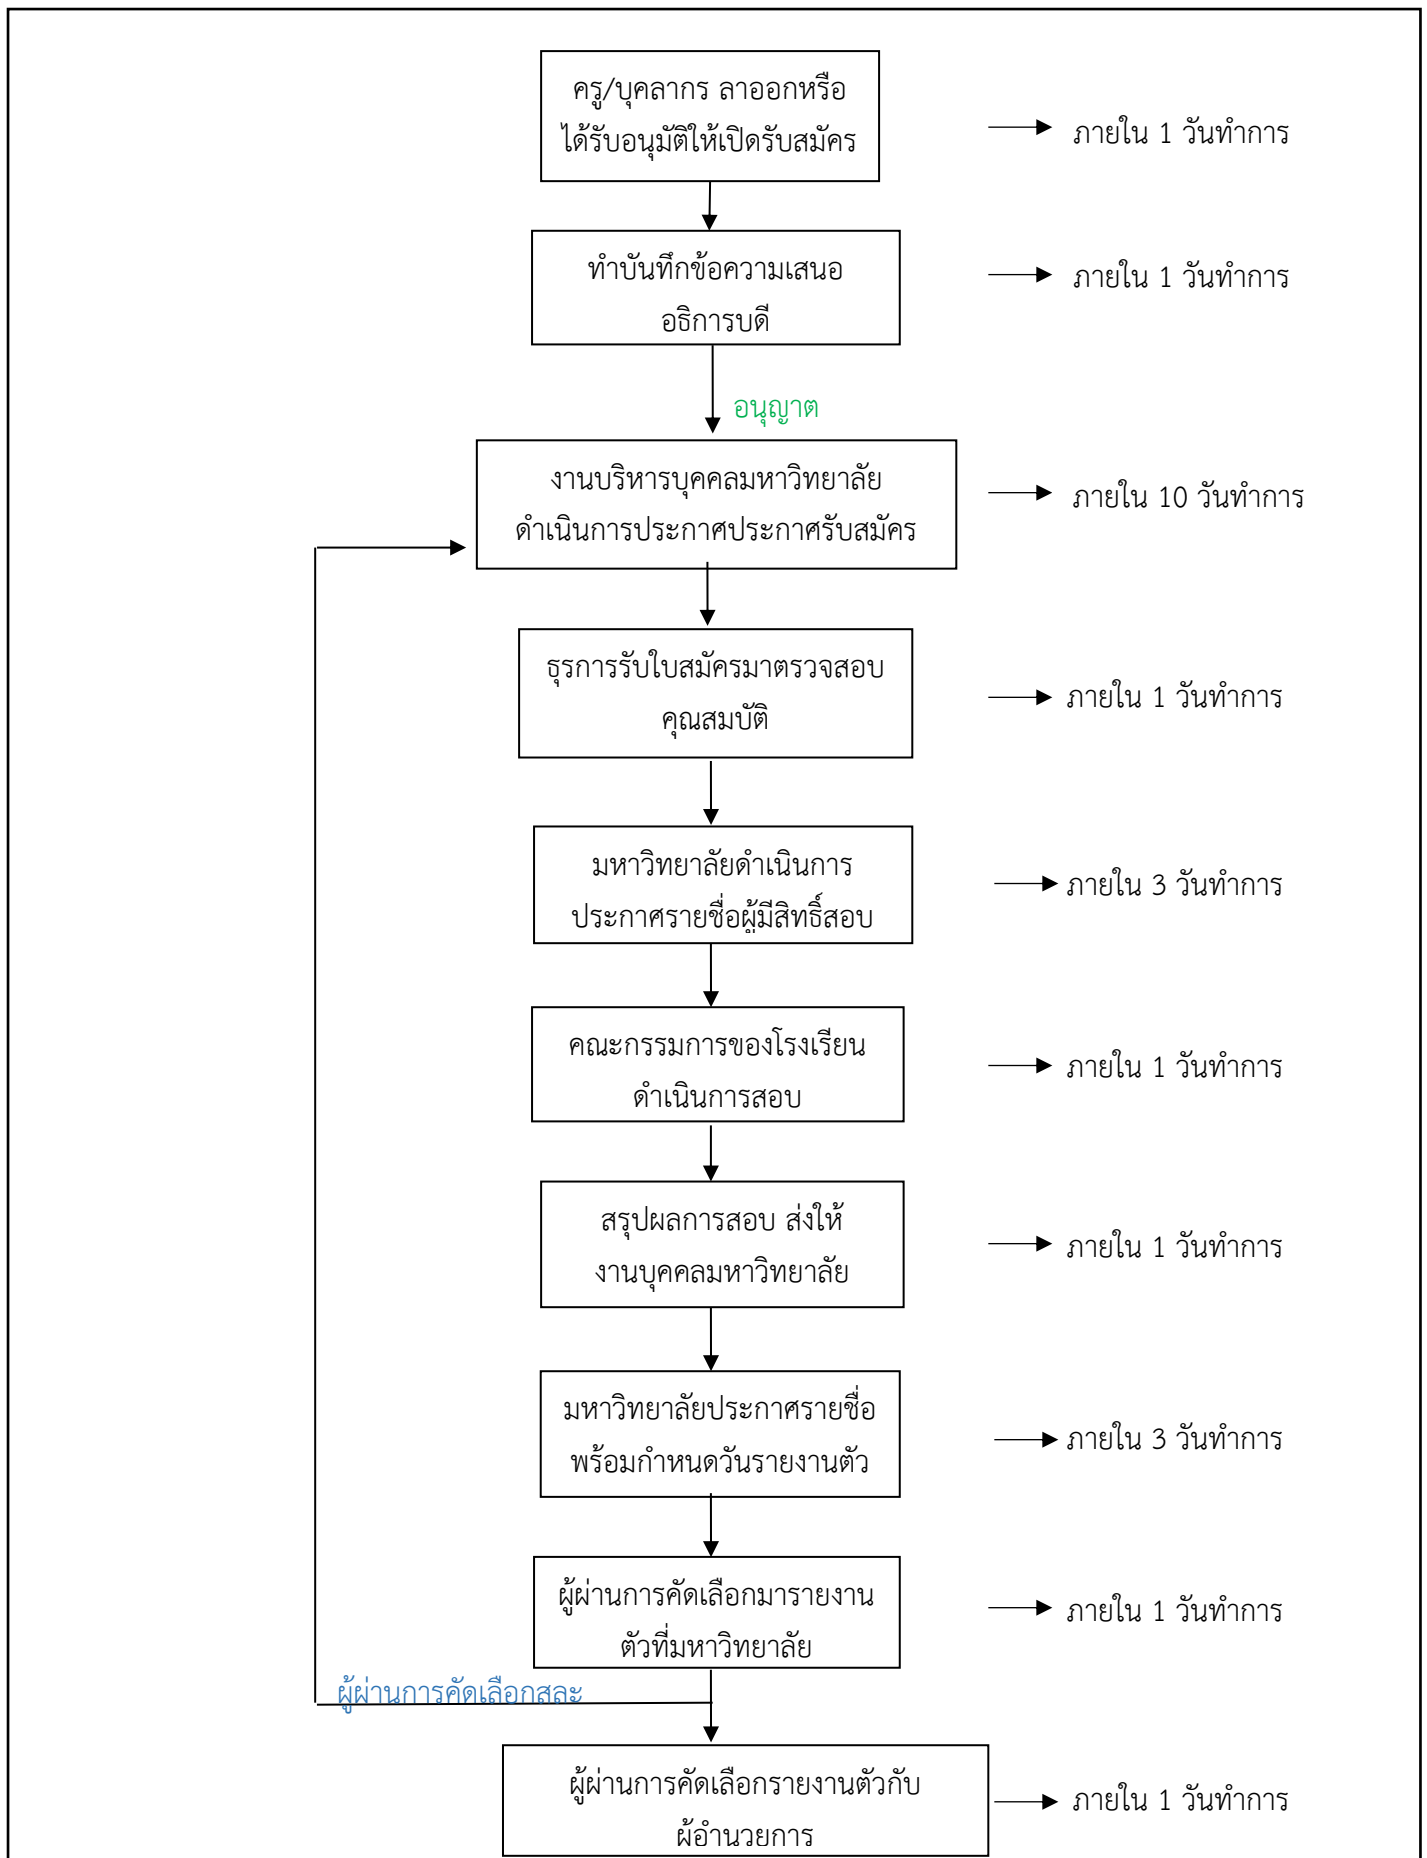 ครู/บุคลากร ลาออกหรือ
ได้รับอนุมัติให้เปิดรับสมัคร
ภายใน 1 วันทำการ
ทำบันทึกข้อความเสนอ
อธิการบดี
ภายใน 1 วันทำการ
อนุญาต
งานบริหารบุคคลมหาวิทยาลัย
ดำเนินการประกาศประกาศรับสมัคร
ภายใน 10 วันทำการ
ธุรการรับใบสมัครมาตรวจสอบ
คุณสมบัติ
ภายใน 1 วันทำการ
มหาวิทยาลัยดำเนินการ
ประกาศรายชื่อผู้มีสิทธิ์สอบ
ภายใน 3 วันทำการ
คณะกรรมการของโรงเรียน
ดำเนินการสอบ
ภายใน 1 วันทำการ
สรุปผลการสอบ ส่งให้
งานบุคคลมหาวิทยาลัย
ภายใน 1 วันทำการ
มหาวิทยาลัยประกาศรายชื่อ
พร้อมกำหนดวันรายงานตัว
ภายใน 3 วันทำการ
ผู้ผ่านการคัดเลือกมารายงาน
ตัวที่มหาวิทยาลัย
ภายใน 1 วันทำการ
ผู้ผ่านการคัดเลือกสละ
ผู้ผ่านการคัดเลือกรายงานตัวกับ
ผู้อำนวยการ
ภายใน 1 วันทำการ